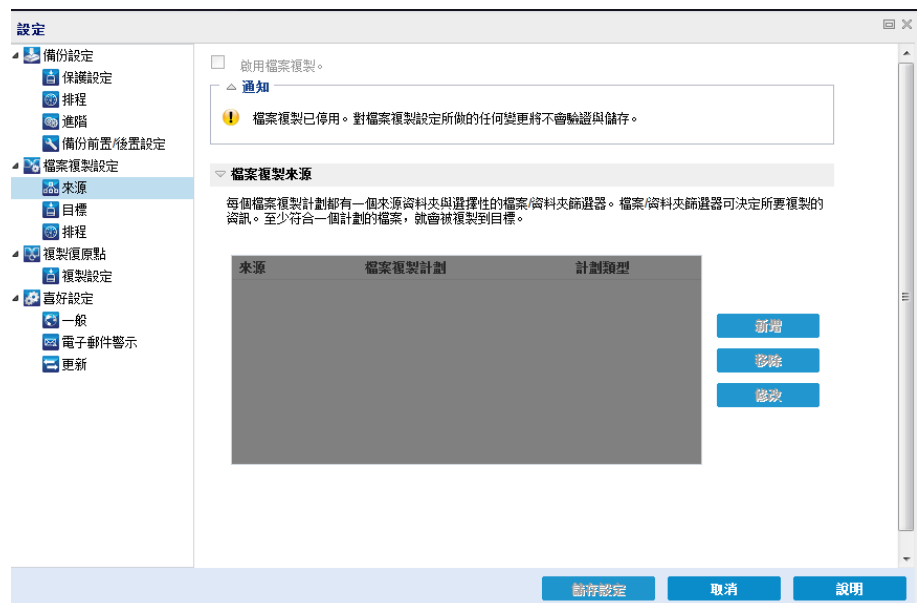 設定
備份設定
保護設定
排程
進階
備份前置/後置設定
檔案複製設定
來源
目標
排程
複製復原點
複製設定
喜好設定
一般
電子郵件警示
更新
啟用檔案複製。
通知
檔案複製已停用。對檔案複製設定所做的任何變更將不會驗證與儲存。
檔案複製來源
每個檔案複製計劃都有一個來源資料夾與選擇性的檔案/資料夾篩選器。檔案/資料夾篩選器可決定所要複製的
資訊。至少符合一個計劃的檔案，就會被複製到目標。
來源 檔案複製計劃 計劃類型
新增
移除
修改
儲存設定 取消 說明